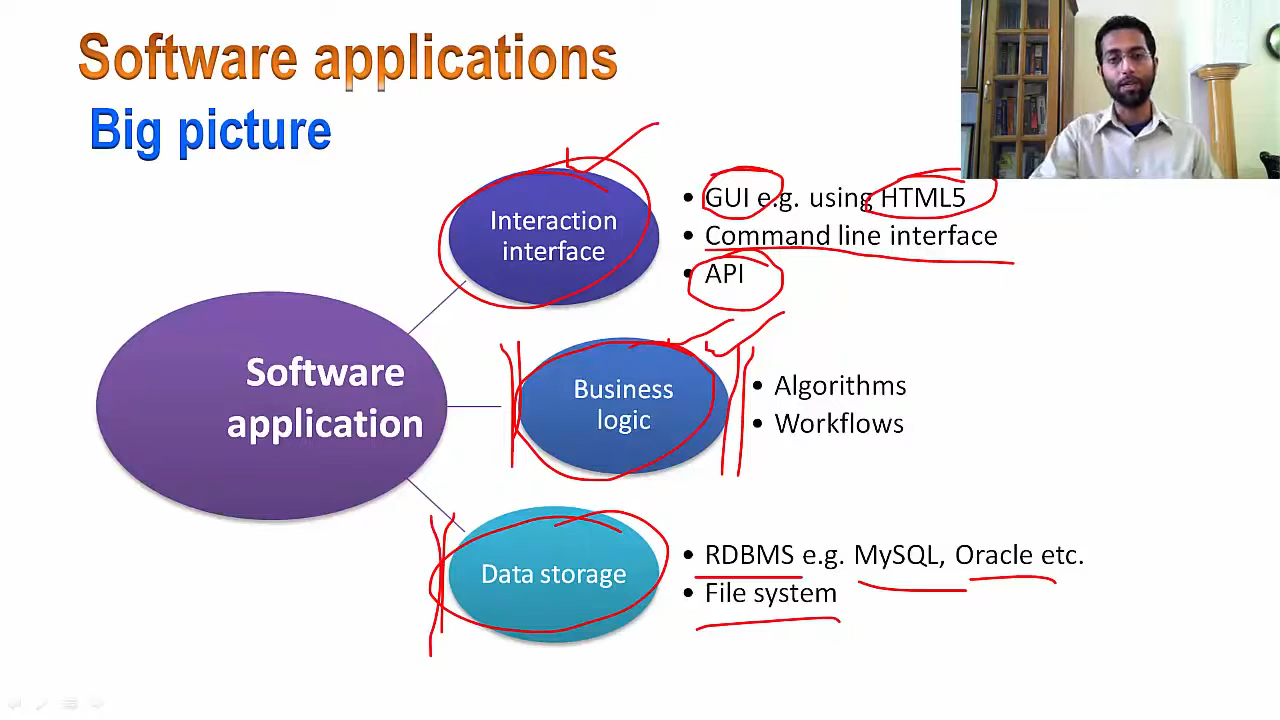 Software applications
Big picture
Interaction
interface
• GUI e.g. using HTML5
• Command line interface
• API
Software
application
Business
logic
• Algorithms
• Workflows
Data storage
• RDBMS e.g. MySQL, Oracle etc.
• File system